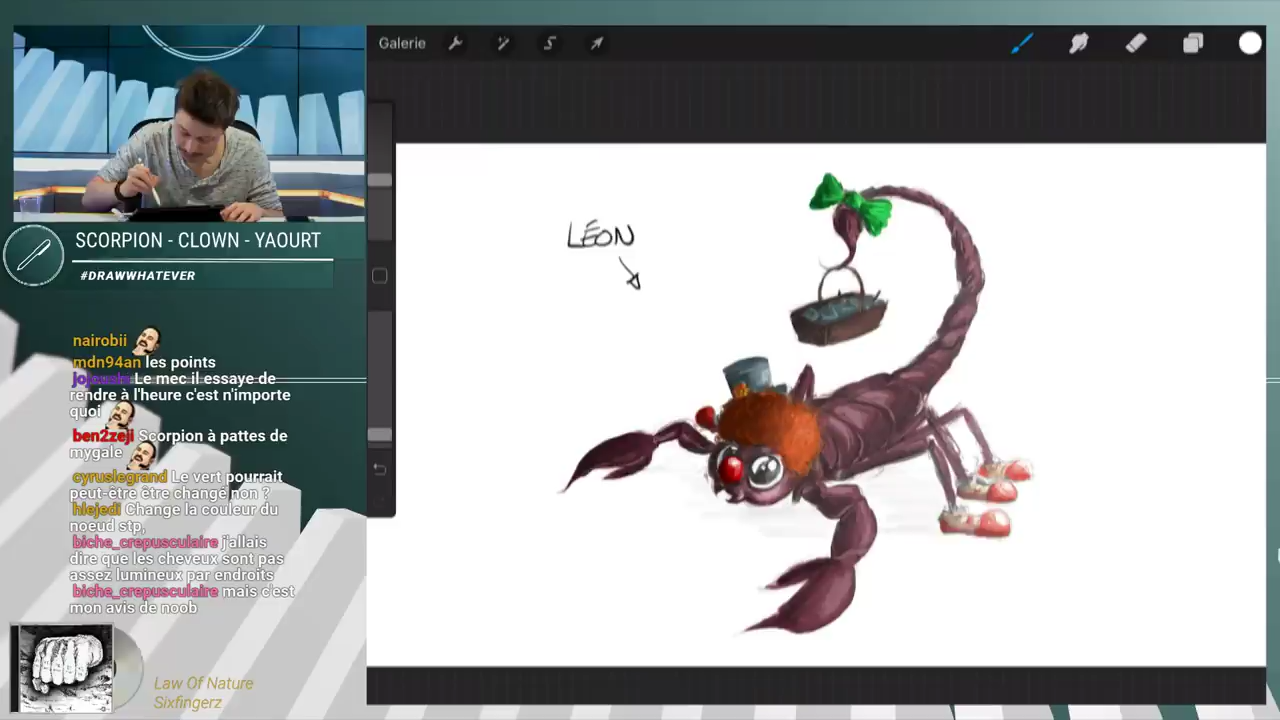 Galerie
SCORPION - CLOWN - YAOURT
#DRAWWHATEVER
LÉON
nairobii
mdn94an les points
Le mec il essaye de
rendre à l'heure c'est n'importe
quoi
ben2zeji Scorpion à pattes de
mygale
cyruslegrand Le vert pourrait
peut-être être changé non ?
hlejedi Change la couleur du
noeud stp,
biche_crepusculaire j'allais
dire que les cheveux sont pas
assez lumineux par endroits
biche_crepusculaire mais c'est
mon avis de noob
Law Of Nature
Sixfingerz